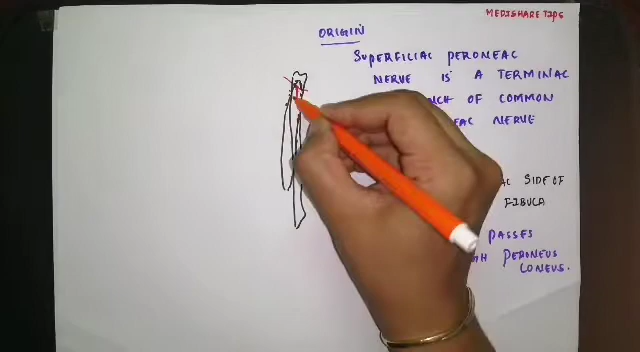 MEDISHARE TIPS
ORIGIN
SUPERFICIAL PERONEAL
NERVE IS A TERMINAL
OF COMMON
NERVE
SIDE OF
FIBULA
PASSES
PERONEUS
LONGUS.